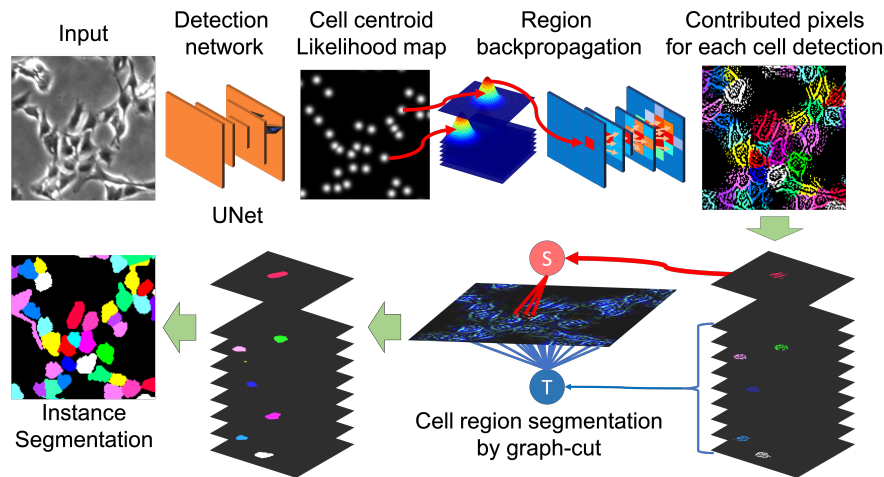 Input
Detection
network
Cell centroid
Likelihood map
Region
backpropagation
Contributed pixels
for each cell detection
UNet
S
T
Cell region segmentation
by graph-cut
Instance
Segmentation